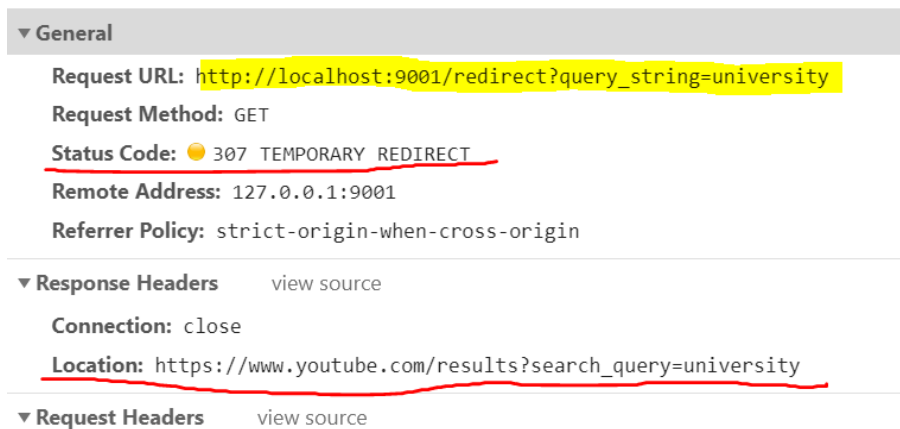 General
Request URL: http://localhost:9001/redirect?query_string=university
Request Method: GET
Status Code: 307 TEMPORARY REDIRECT
Remote Address: 127.0.0.1:9001
Referrer Policy: strict-origin-when-cross-origin
Response Headers view source
Connection: close
Location: https://www.youtube.com/results?search_query=university
Request Headers view source